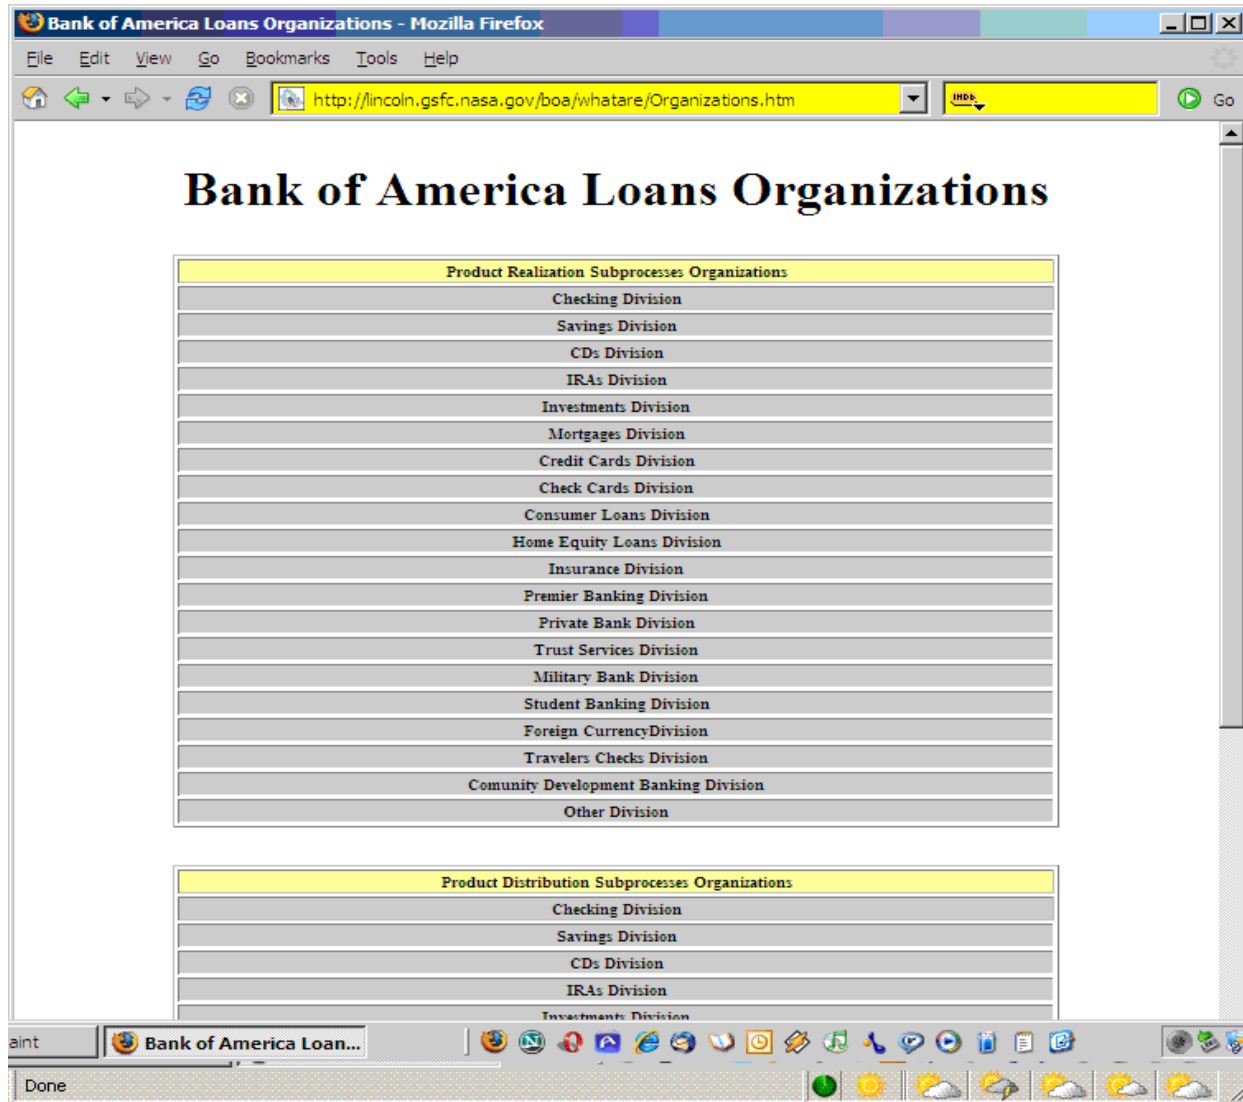 Bank of America Loans Organizations - Mozilla Firefox
File Edit View Go Bookmarks Tools Help
http://lincoln.gsfc.nasa.gov/boa/whatare/Organizations.htm IMDb Go
Bank of America Loans Organizations
Product Realization Subprocesses Organizations
Checking Division
Savings Division
CDs Division
IRAs Division
Investments Division
Mortgages Division
Credit Cards Division
Check Cards Division
Consumer Loans Division
Home Equity Loans Division
Insurance Division
Premier Banking Division
Private Bank Division
Trust Services Division
Military Bank Division
Student Banking Division
Foreign CurrencyDivision
Travelers Checks Division
Comunity Development Banking Division
Other Division
Product Distribution Subprocesses Organizations
Checking Division
Savings Division
CDs Division
IRAs Division
Investments Division
aint Bank of America Loan...
Done